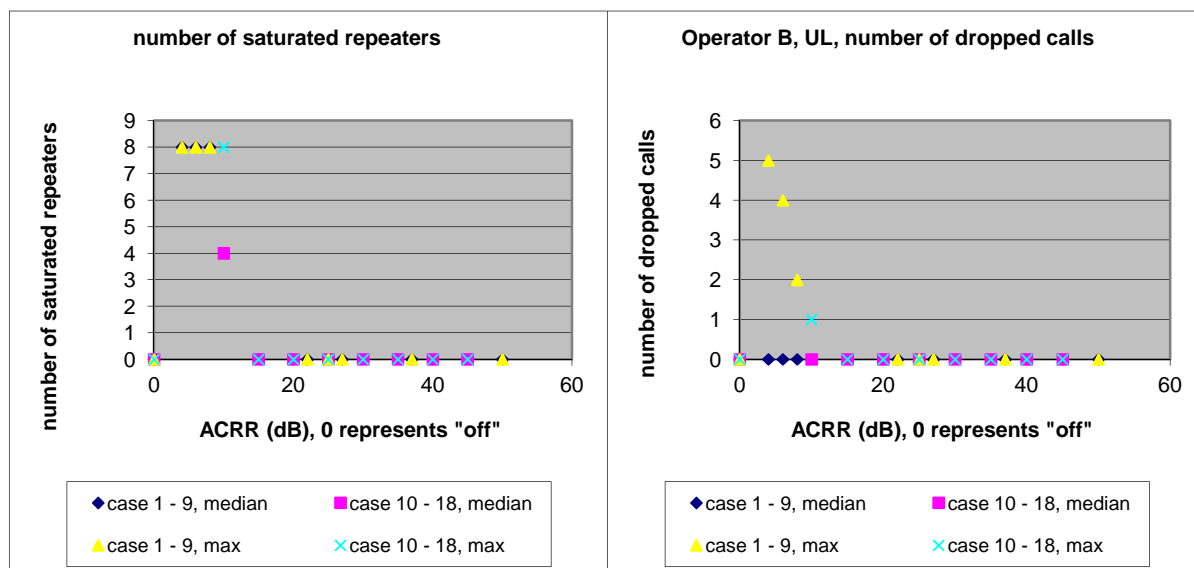 number of saturated repeaters
number of saturated repeaters
9
8
7
6
5
4
3
2
1
0
0 20 40 60
ACRR (dB), 0 represents "off"
case 1 - 9, median case 10 - 18, median
case 1 - 9, max case 10 - 18, max
Operator B, UL, number of dropped calls
number of dropped calls
6
5
4
3
2
1
0
0 20 40 60
ACRR (dB), 0 represents "off"
case 1 - 9, median case 10 - 18, median
case 1 - 9, max case 10 - 18, max